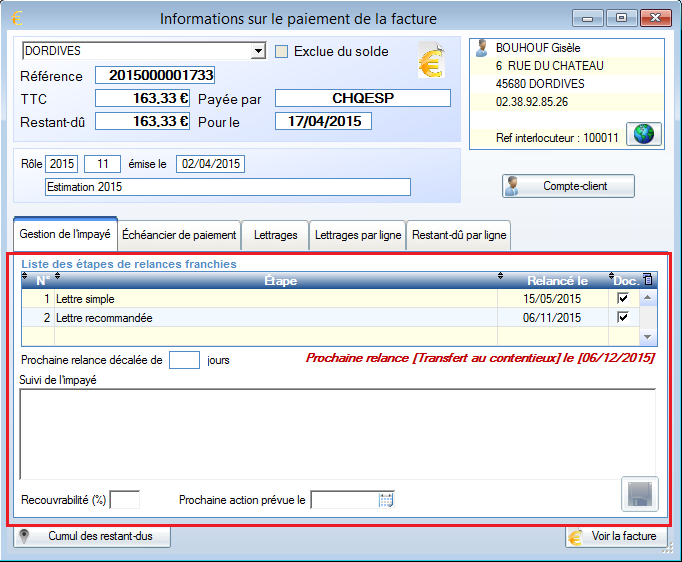 Informations sur le paiement de la facture
DORDIVES
Exclue du solde
Référence 2015000001733
TTC 163,33 € Payée par CHQESP
Restant-dû 163,33 € Pour le 17/04/2015
BOUHOUF Gisèle
6 RUE DU CHATEAU
45680 DORDIVES
02.38.92.85.26
Ref interlocuteur : 100011
Rôle 2015 11 émise le 02/04/2015
Estimation 2015
Compte-client
Gestion de l'impayé Échéancier de paiement Lettrages Lettrages par ligne Restant-dû par ligne
Liste des étapes de relances franchies
N° Étape Relancé le Doc.
1 Lettre simple 15/05/2015
2 Lettre recommandée 06/11/2015
Prochaine relance décalée de jours
Prochaine relance [Transfert au contentieux] le [06/12/2015]
Suivi de l'impayé
Recouvrabilité (%) Prochaine action prévue le
Cumul des restant-dus
Voir la facture